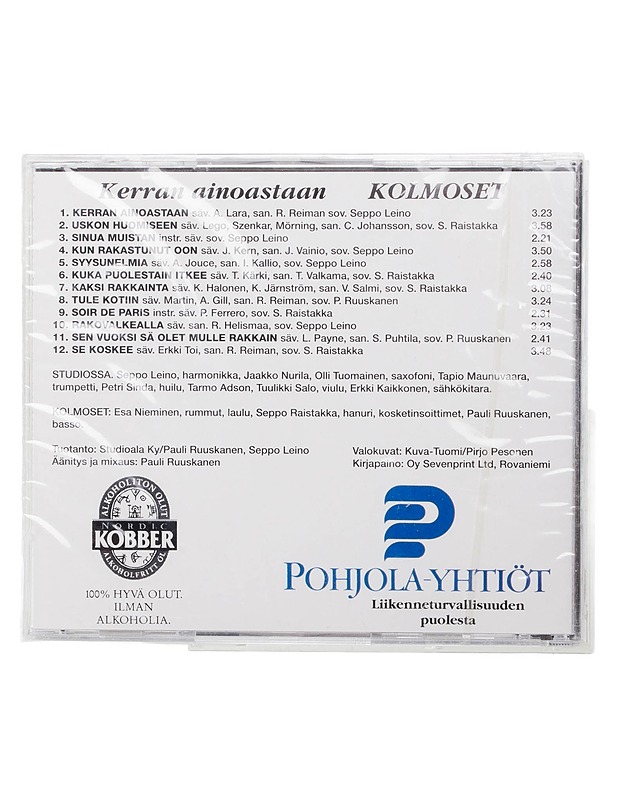 Kerran ainoastaan KOLMOSET
1. KERRAN AINOASTAAN säv. A. Lara, san. R. Reiman sov. Seppo Leino 3.23
2. USKON HUOMISEEN säv. Lego, Szenkar, Mörning, san. C. Johansson, sov. S. Raistakka 3.58
3. SINUA MUISTAN instr. säv. sov. Seppo Leino 2.21
4. KUN RAKASTUNUT OON säv. J. Kern, san. J. Vainio, sov. Seppo Leino 3.50
5. SYYSUNELMIA säv. A. Jouce, san. I. Kallio, sov. Seppo Leino 2.58
6. KUKA PUOLESTAIN ITKEE säv. T. Kärki, san. T. Valkama, sov. S. Raistakka 2.40
7. KAKSI RAKKAINTA säv. K. Halonen, K. Järnström, san. V. Salmi, sov. S. Raistakka 3.08
8. TULE KOTIIN säv. Martin, A. Gill, san. R. Reiman, sov. P. Ruuskanen 3.24
9. SOIR DE PARIS instr. säv. P. Ferrero, sov. S. Raistakka 2.31
10. RAKOVALKEALLA säv. san. R. Helismaa, sov. Seppo Leino 3.23
11. SEN VUOKSI SÄ OLET MULLE RAKKAIN säv. L. Payne, san. S. Puhtila, sov. P. Ruuskanen 2.41
12. SE KOSKEE säv. Erkki Toi, san. R. Reiman, sov. S. Raistakka 3.48
STUDIOSSA: Seppo Leino, harmonikka, Jaakko Nurila, Olli Tuomainen, saxofoni, Tapio Maunuvaara,
trumpetti, Petri Sinda, huilu, Tarmo Adson, Tuulikki Salo, viulu, Erkki Kaikkonen, sähkökitara.
KOLMOSET: Esa Nieminen, rummut, laulu, Seppo Raistakka, hanuri, kosketinsoittimet, Pauli Ruuskanen,
basso.
Tuotanto: Studioala Ky/Pauli Ruuskanen, Seppo Leino
Äänitys ja mixaus: Pauli Ruuskanen
Valokuvat: Kuva-Tuomi/Pirjo Pesonen
Kirjapaino: Oy Sevenprint Ltd, Rovaniemi
ALKOHOLITON OLUT
NORDIC
KÖBBER
ALKOHOLFRITT ÖL
100% HYVÄ OLUT.
ILMAN
ALKOHOLIA.
POHJOLA-YHTIÖT
Liikenneturvallisuuden
puolesta